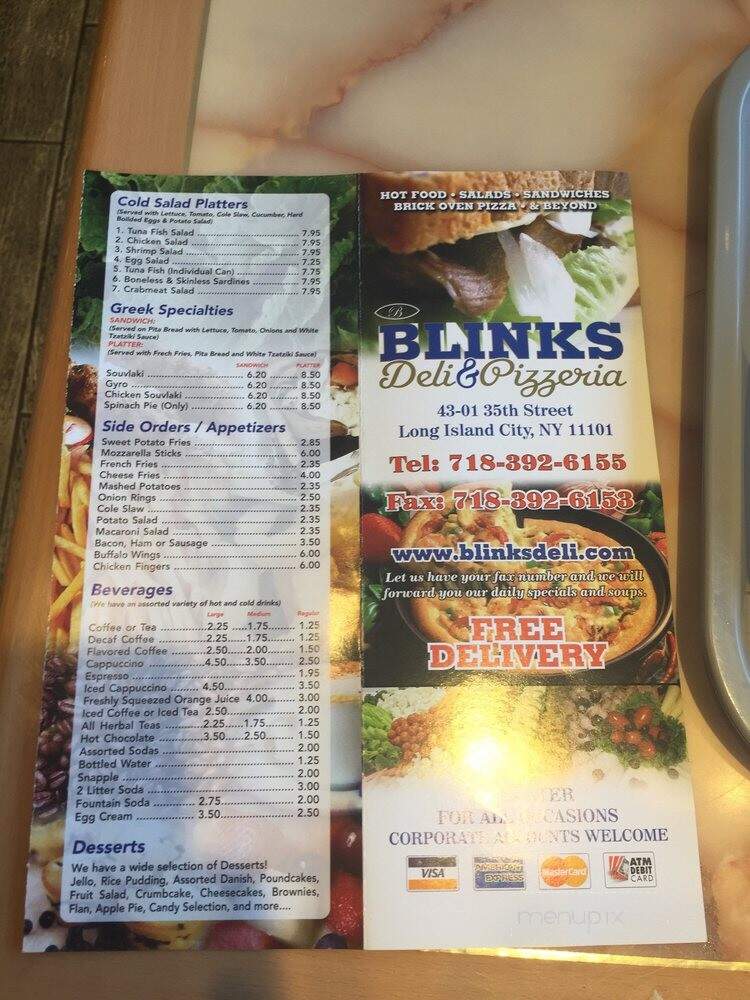 Cold Salad Platters
(Served with Lettuce, Tomato, Cole Slaw, Cucumber, Hard
Boilded Eggs & Potato Salad)
1. Tuna Fish Salad 7.95
2. Chicken Salad 7.95
3. Shrimp Salad 7.95
4. Egg Salad 7.25
5. Tuna Fish (Individual Can) 7.75
6. Boneless & Skinless Sardines 7.95
7. Crabmeat Salad 7.95
Greek Specialties
SANDWICH:
(Served on Pita Bread with Lettuce, Tomato, Onions and White
Tzatziki Sauce)
PLATTER:
(Served with Frech Fries, Pita Bread and White Tzatziki Sauce)
SANDWICH PLATTER
Souvlaki 6.20 8.50
Gyro 6.20 8.50
Chicken Souvlaki 6.20 8.50
Spinach Pie (Only) 6.20 8.50
Side Orders / Appetizers
Sweet Potato Fries 2.85
Mozzarella Sticks 6.00
French Fries 2.35
Cheese Fries 4.00
Mashed Potatoes 2.35
Onion Rings 2.50
Cole Slaw 2.35
Potato Salad 2.35
Macaroni Salad 2.35
Bacon, Ham or Sausage 3.50
Buffalo Wings 6.00
Chicken Fingers 6.00
Beverages
(We have an assorted variety of hot and cold drinks)
Large Medium Regular
Coffee or Tea 2.25 1.75 1.25
Decaf Coffee 2.25 1.75 1.25
Flavored Coffee 2.50 2.00 1.50
Cappuccino 4.50 3.50 2.50
Espresso 1.95
Iced Cappuccino 4.50 3.50
Freshly Squeezed Orange Juice 4.00 3.00
Iced Coffee or Iced Tea 2.50 2.00
All Herbal Teas 2.25 1.75 1.25
Hot Chocolate 3.50 2.50 1.50
Assorted Sodas 2.00
Bottled Water 1.25
Snapple 2.00
2 Litter Soda 3.00
Fountain Soda 2.75 2.00
Egg Cream 3.50 2.50
Desserts
We have a wide selection of Desserts!
Jello, Rice Pudding, Assorted Danish, Poundcakes,
Fruit Salad, Crumbcake, Cheesecakes, Brownies,
Flan, Apple Pie, Candy Selection, and more....
HOT FOOD • SALADS • SANDWICHES
BRICK OVEN PIZZA • & BEYOND
B
BLINKS
Deli & Pizzeria
43-01 35th Street
Long Island City, NY 11101
Tel: 718-392-6155
Fax: 718-392-6153
www.blinksdeli.com
Let us have your fax number and we will
forward you our daily specials and soups.
FREE
DELIVERY
FOR ALL OCCASIONS
CORPORATE ACCOUNTS WELCOME
VISA
AMERICAN
EXPRESS
MasterCard
ATM
DEBIT
CARD
menupix